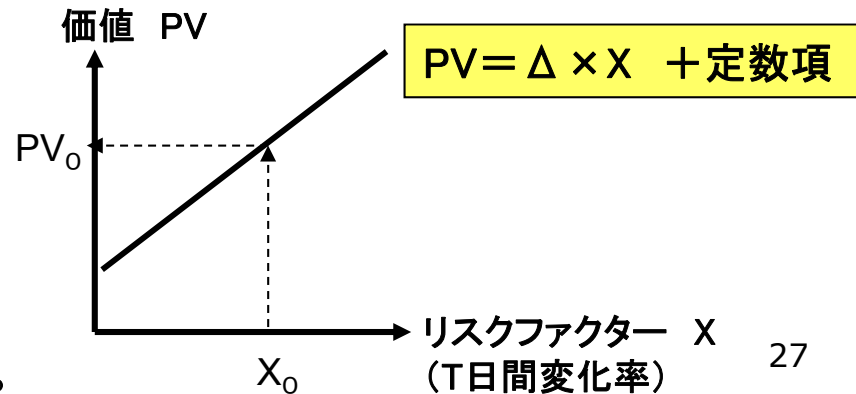 価値 PV
PV=Δ×X +定数項
PV₀
リスクファクター X
(T日間変化率)
X₀
27
。